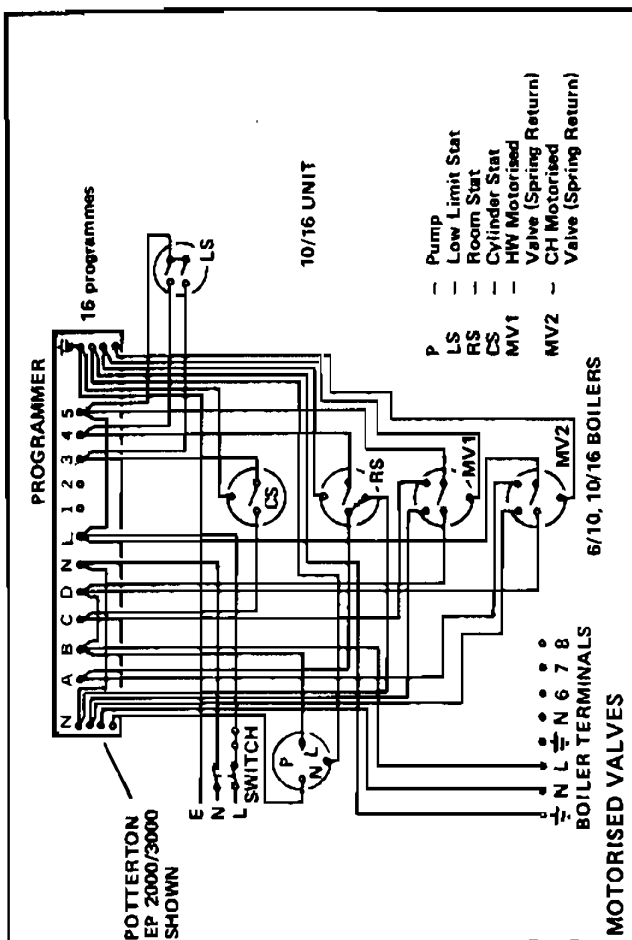 PROGRAMMER
16 programmes
N A B C D N L 1 2 3 4 5
POTTERTON
EP 2000/3000
SHOWN
E
N
L
SWITCH
P
L
N
CS
RS
MV1
MV2
LS
10/16 UNIT
P – Pump
LS – Low Limit Stat
RS – Room Stat
CS – Cylinder Stat
MV1 – HW Motorised
Valve (Spring Return)
MV2 – CH Motorised
Valve (Spring Return)
6/10, 10/16 BOILERS
N L N 6 7 8
BOILER TERMINALS
MOTORISED VALVES